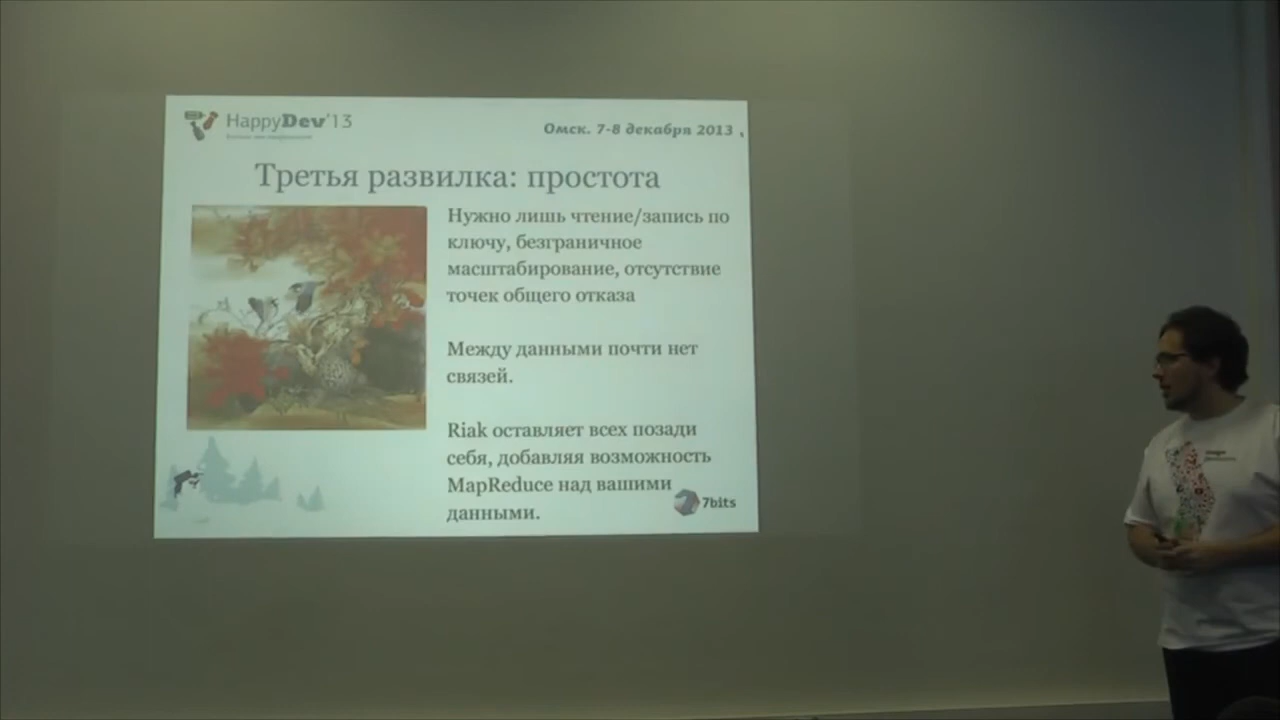 HappyDev'13
Омск. 7-8 декабря 2013
Третья развилка: простота
Нужно лишь чтение/запись по
ключу, безграничное
масштабирование, отсутствие
точек общего отказа
Между данными почти нет
связей.
Riak оставляет всех позади
себя, добавляя возможность
MapReduce над вашими
данными.
7bits